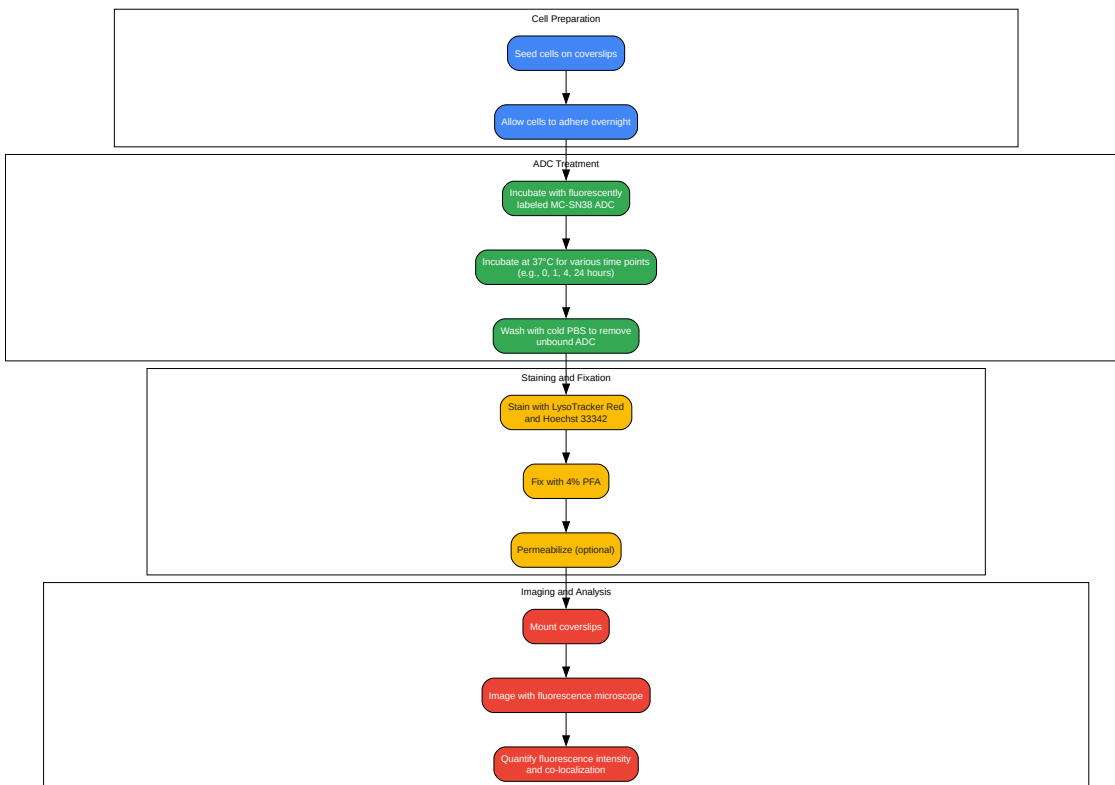 Cell Preparation
Seed cells on coverslips
Allow cells to adhere overnight
ADC Treatment
Incubate with fluorescently
labeled MC-SN38 ADC
Incubate at 37°C for various time points
(e.g., 0, 1, 4, 24 hours)
Wash with cold PBS to remove
unbound ADC
Staining and Fixation
Stain with LysoTracker Red
and Hoechst 33342
Fix with 4% PFA
Permeabilize (optional)
Imaging and Analysis
Mount coverslips
Image with fluorescence microscope
Quantify fluorescence intensity
and co-localization